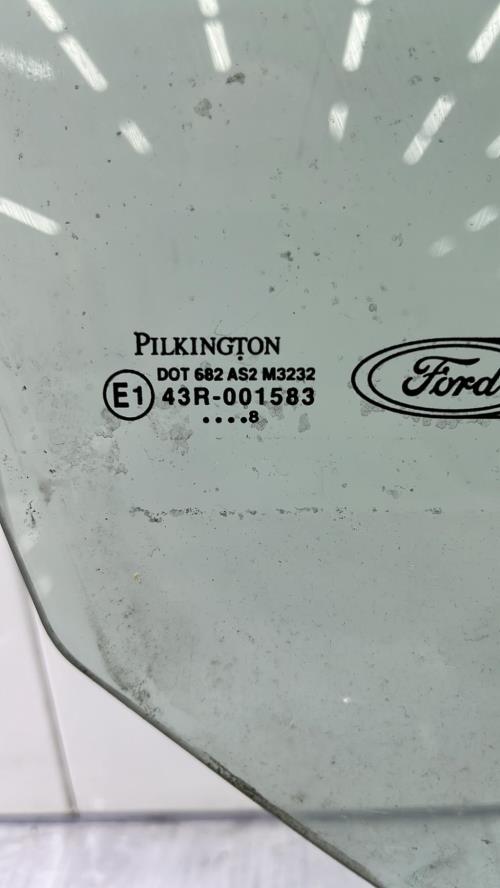 PILKINGTON
DOT 682 AS2 M3232
E1 43R-001583
....8
Ford